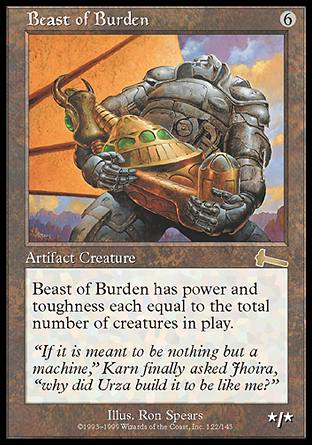 Beast of Burden 6
Artifact Creature
Beast of Burden has power and
toughness each equal to the total
number of creatures in play.
"If it is meant to be nothing but a
machine," Karn finally asked Jhoira,
"why did Urza build it to be like me?"
Illus. Ron Spears
©1993–1999 Wizards of the Coast, Inc. 122/143
*/*